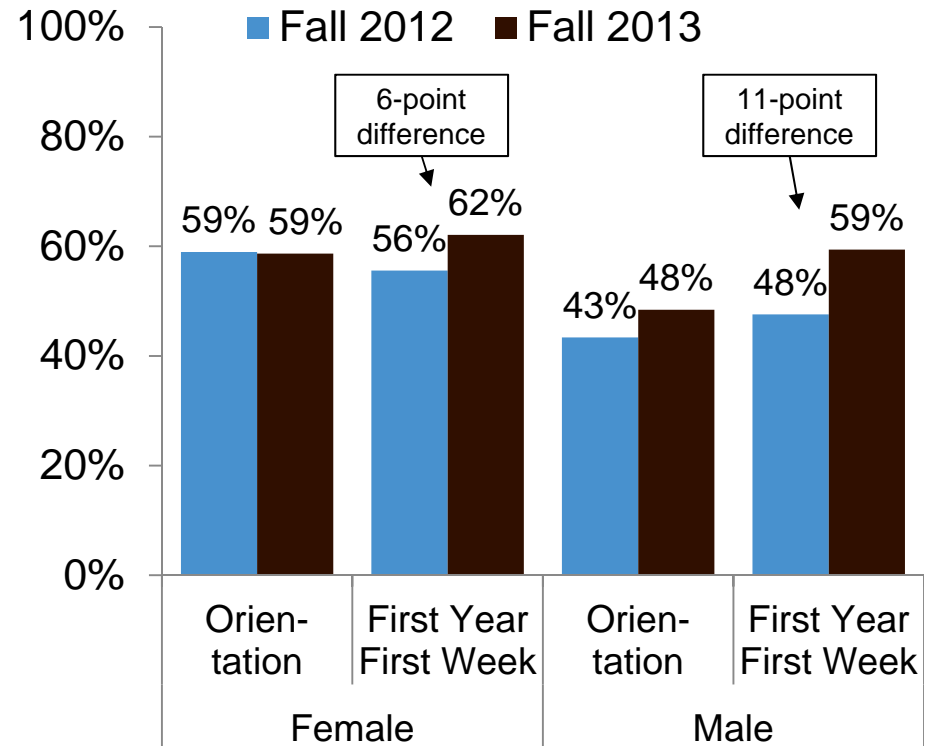 100%
Fall 2012 Fall 2013
6-point
difference
11-point
difference
80%
59% 59% 56% 62% 43% 48% 48% 59%
60%
40%
20%
0%
Orien-
tation
First Year
First Week
Orien-
tation
First Year
First Week
Female Male